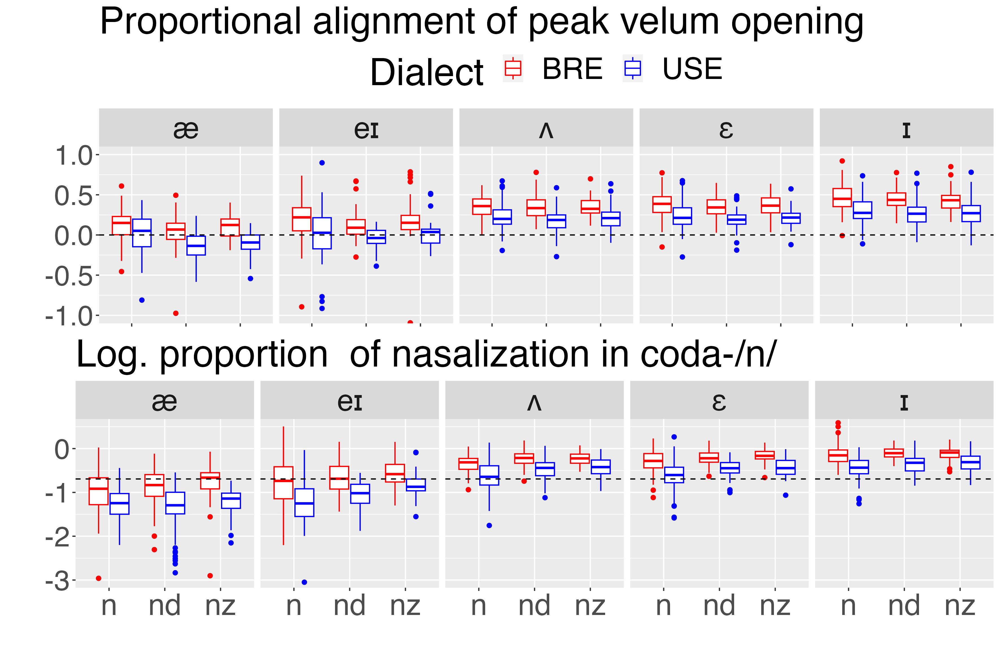 Proportional alignment of peak velum opening
Dialect BRE USE
æ eɪ ʌ ɛ ɪ
1.0
0.5
0.0
-0.5
-1.0
Log. proportion  of nasalization in coda-/n/
æ eɪ ʌ ɛ ɪ
0
-1
-2
-3
n nd nz n nd nz n nd nz n nd nz n nd nz